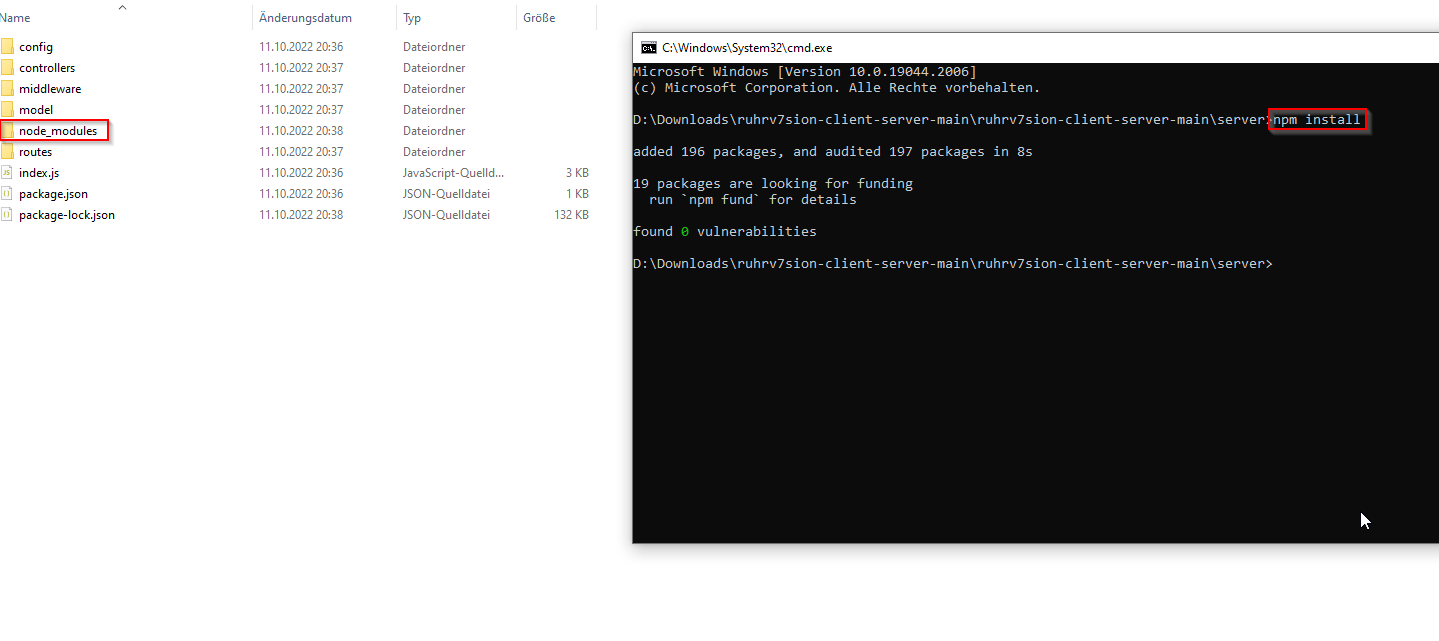 Name Änderungsdatum Typ Größe
config 11.10.2022 20:36 Dateiordner
controllers 11.10.2022 20:37 Dateiordner
middleware 11.10.2022 20:37 Dateiordner
model 11.10.2022 20:37 Dateiordner
node_modules 11.10.2022 20:38 Dateiordner
routes 11.10.2022 20:37 Dateiordner
index.js 11.10.2022 20:36 JavaScript-Quelld... 3 KB
package.json 11.10.2022 20:36 JSON-Quelldatei 1 KB
package-lock.json 11.10.2022 20:38 JSON-Quelldatei 132 KB
C:\Windows\System32\cmd.exe
Microsoft Windows [Version 10.0.19044.2006]
(c) Microsoft Corporation. Alle Rechte vorbehalten.
D:\Downloads\ruhrv7sion-client-server-main\ruhrv7sion-client-server-main\server>npm install
added 196 packages, and audited 197 packages in 8s
19 packages are looking for funding
run `npm fund` for details
found 0 vulnerabilities
D:\Downloads\ruhrv7sion-client-server-main\ruhrv7sion-client-server-main\server>